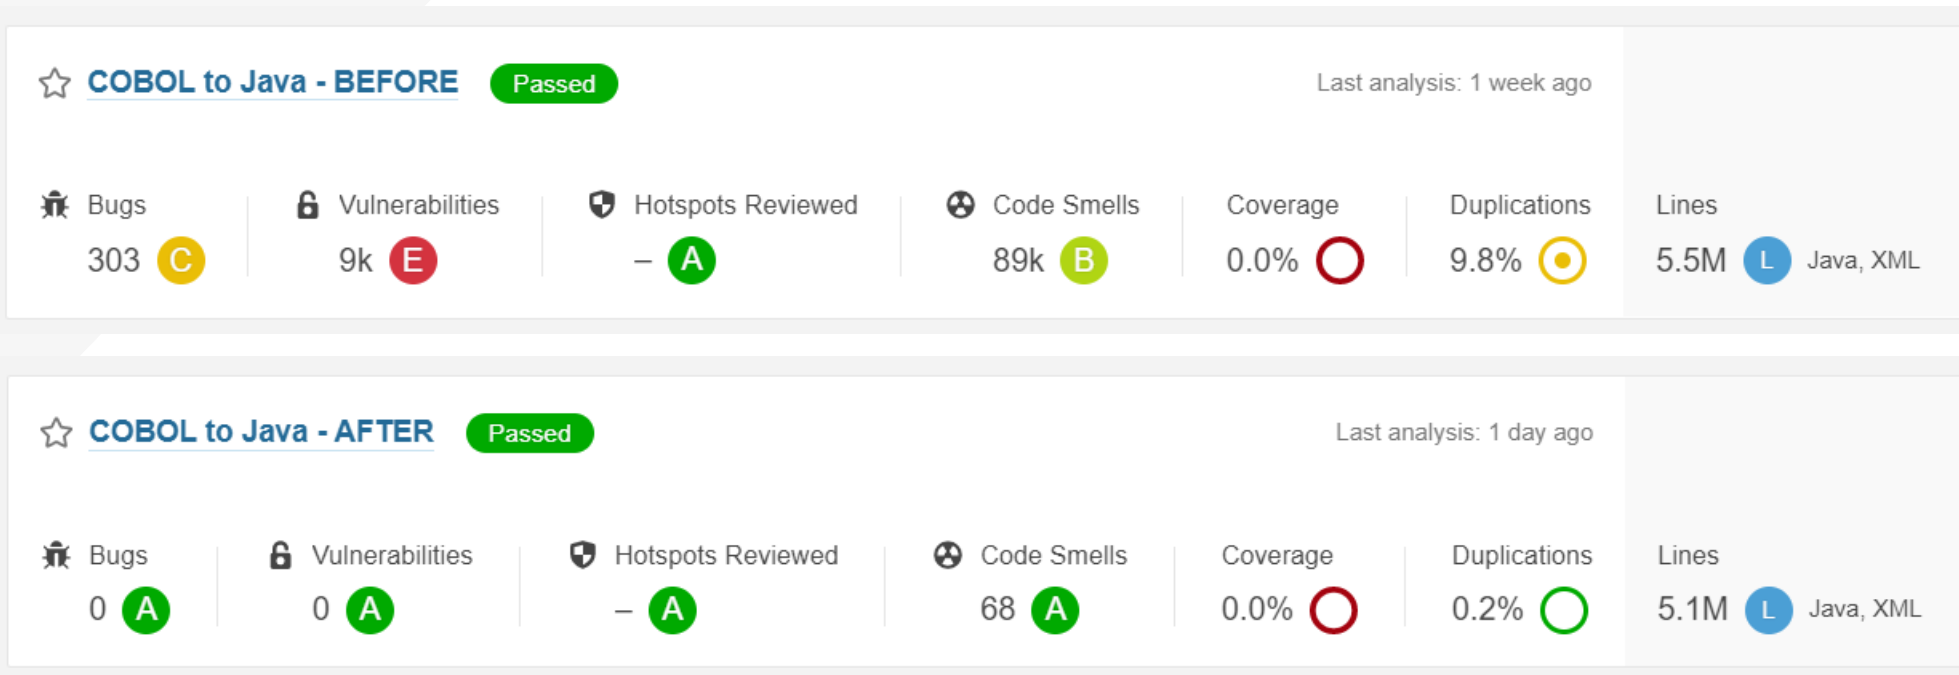 COBOL to Java - BEFORE Passed Last analysis: 1 week ago
Bugs Vulnerabilities Hotspots Reviewed Code Smells Coverage Duplications Lines
303 C 9k E – A 89k B 0.0% 9.8% 5.5M L Java, XML
COBOL to Java - AFTER Passed Last analysis: 1 day ago
Bugs Vulnerabilities Hotspots Reviewed Code Smells Coverage Duplications Lines
0 A 0 A – A 68 A 0.0% 0.2% 5.1M L Java, XML